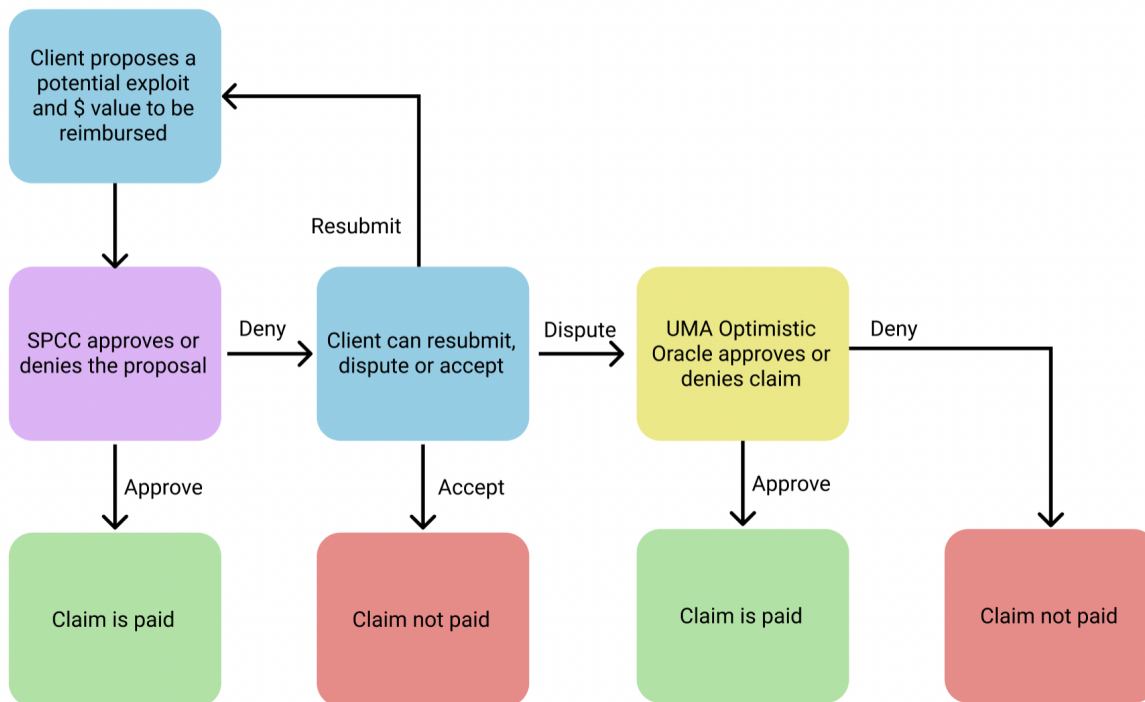 Client proposes a
potential exploit
and $ value to be
reimbursed
Resubmit
SPCC approves or
denies the proposal
Deny
Client can resubmit,
dispute or accept
Dispute
UMA Optimistic
Oracle approves or
denies claim
Deny
Approve
Accept
Approve
Claim is paid
Claim not paid
Claim is paid
Claim not paid